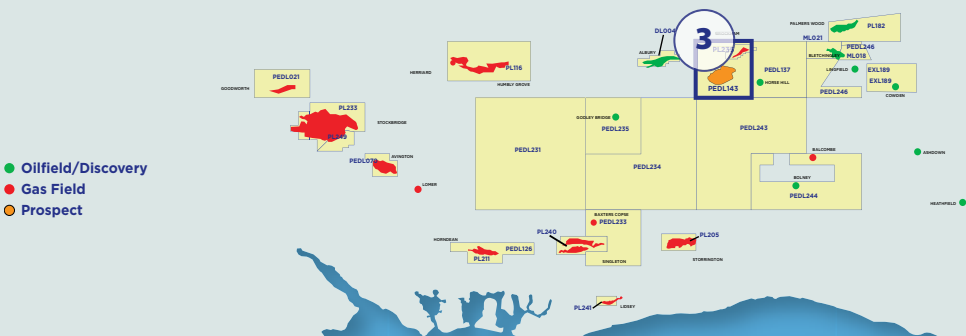 PALMERS WOOD
PL182
DL004
3
ML021
PEDL246
ALBURY
PL235
BLETCHINGLEY
ML018
HERRIARD
PL116
PEDL137
LINGFIELD
EXL189
PEDL021
HORSE HILL
EXL189
GOODWORTH
HUMBLY GROVE
PEDL143
PEDL246
COWDEN
PL233
GODLEY BRIDGE
STOCKBRIDGE
PEDL235
PEDL243
PL249
PEDL231
BALCOMBE
ASHDOWN
AVINGTON
PEDL070
Oilfield/Discovery
PEDL234
BOLNEY
LOMER
Gas Field
PEDL244
HEATHFIELD
Prospect
BAXTERS COPSE
PEDL233
PL240
PL205
HORNDEAN
PEDL126
PL211
SINGLETON
STORRINGTON
PL241
LIDSEY